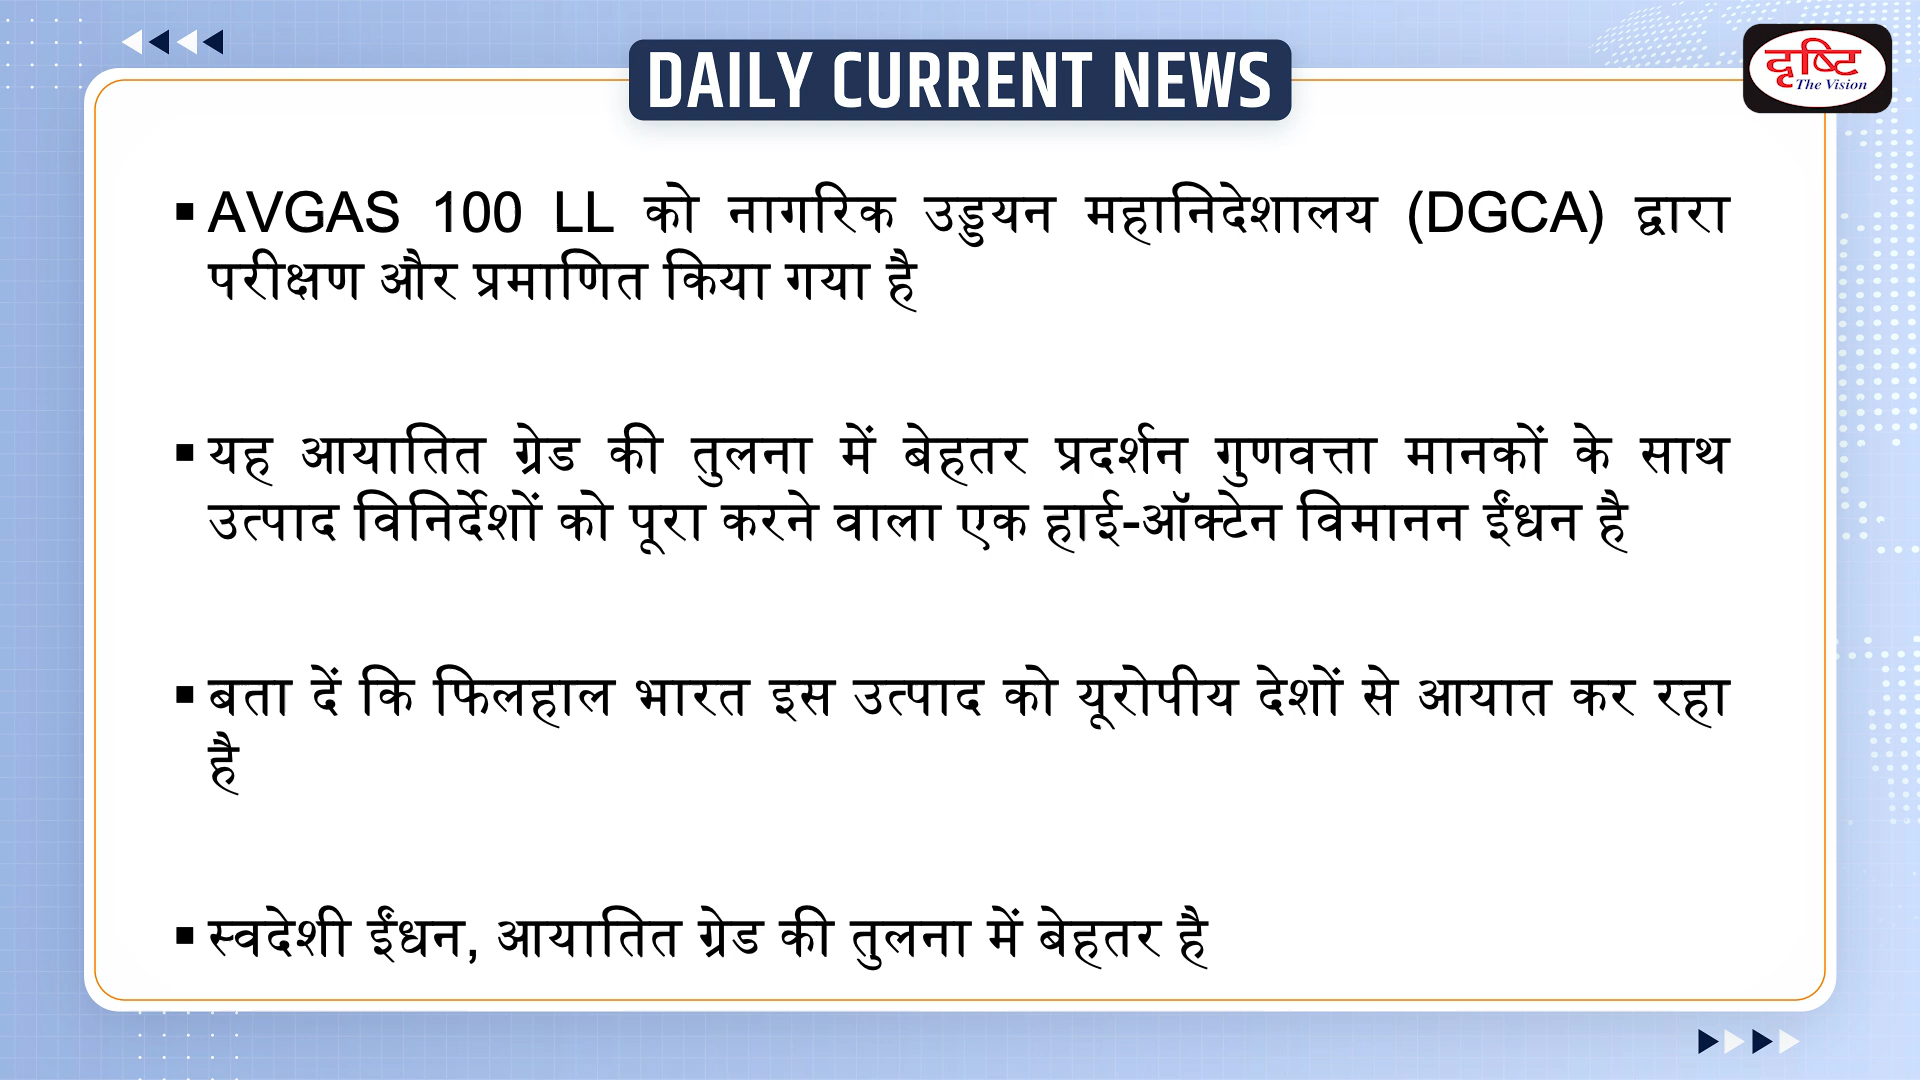 DAILY CURRENT NEWS
दृष्टि
The Vision
▪ AVGAS 100 LL को नागरिक उड्डयन महानिदेशालय (DGCA) द्वारा
परीक्षण और प्रमाणित किया गया है
▪ यह आयातित ग्रेड की तुलना में बेहतर प्रदर्शन गुणवत्ता मानकों के साथ
उत्पाद विनिर्देशों को पूरा करने वाला एक हाई-ऑक्टेन विमानन ईंधन है
▪ बता दें कि फिलहाल भारत इस उत्पाद को यूरोपीय देशों से आयात कर रहा
है
▪ स्वदेशी ईंधन, आयातित ग्रेड की तुलना में बेहतर है